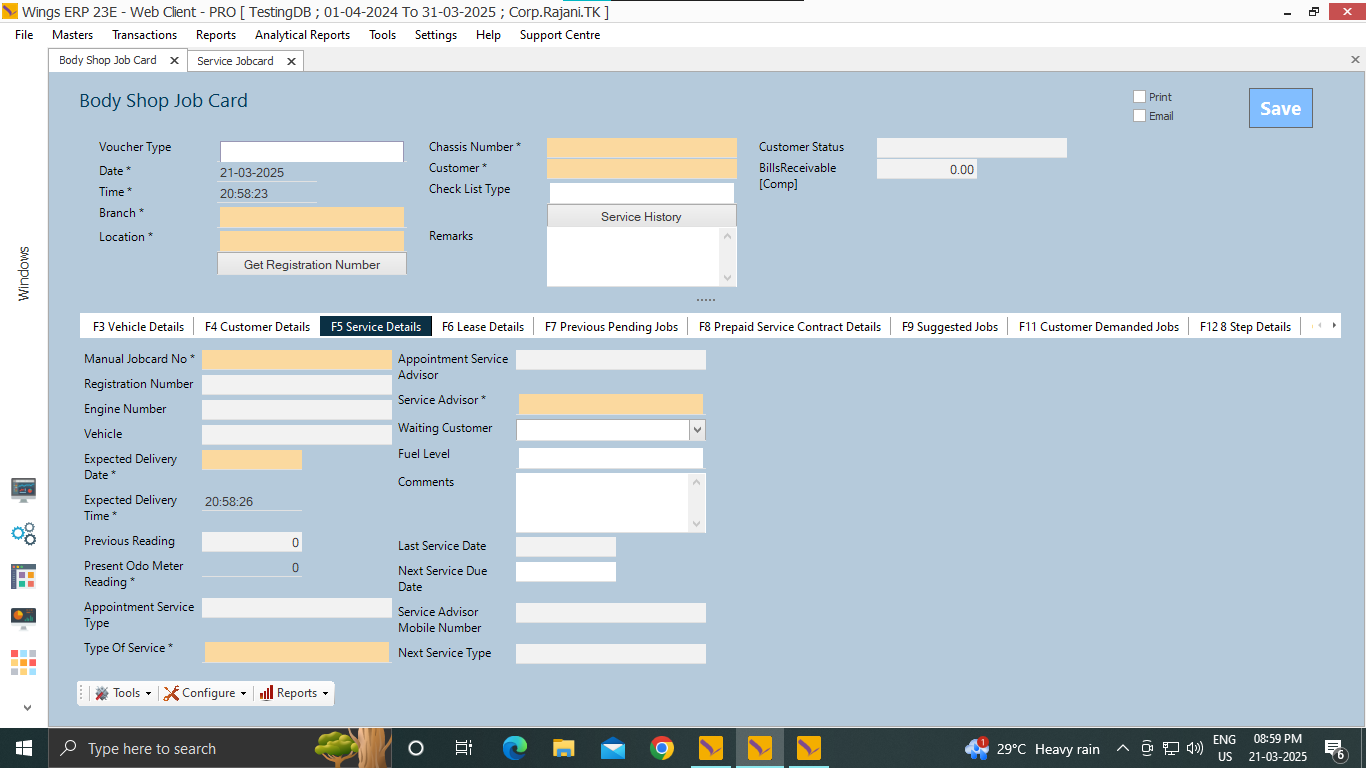 Wings ERP 23E - Web Client - PRO [ TestingDB ; 01-04-2024 To 31-03-2025 ; Corp.Rajani.TK ]
File Masters Transactions Reports Analytical Reports Tools Settings Help Support Centre
Body Shop Job Card Service Jobcard
Body Shop Job Card
Print
Email
Save
Voucher Type
Date * 21-03-2025
Time * 20:58:23
Branch *
Location *
Get Registration Number
Chassis Number *
Customer *
Check List Type
Service History
Remarks
Customer Status
BillsReceivable
[Comp]
0.00
Windows
F3 Vehicle Details F4 Customer Details F5 Service Details F6 Lease Details F7 Previous Pending Jobs F8 Prepaid Service Contract Details F9 Suggested Jobs F11 Customer Demanded Jobs F12 8 Step Details
Manual Jobcard No *
Registration Number
Engine Number
Vehicle
Expected Delivery
Date *
Expected Delivery
Time *
20:58:26
Previous Reading 0
Present Odo Meter
Reading *
0
Appointment Service
Type
Type Of Service *
Appointment Service
Advisor
Service Advisor *
Waiting Customer
Fuel Level
Comments
Last Service Date
Next Service Due
Date
Service Advisor
Mobile Number
Next Service Type
Tools Configure Reports
Type here to search
1
29°C Heavy rain
ENG
US
08:59 PM
21-03-2025
6